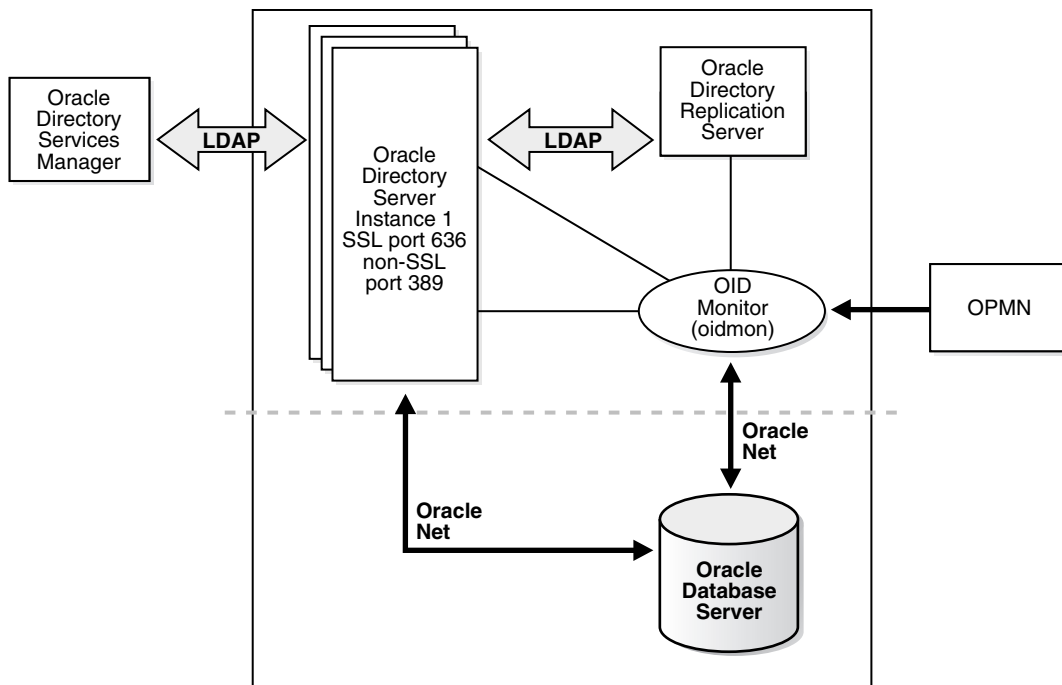 Oracle
Directory
Services
Manager
LDAP
Oracle
Directory
Server
Instance 1
SSL port 636
non-SSL
port 389
LDAP
Oracle
Directory
Replication
Server
OID
Monitor
(oidmon)
OPMN
Oracle
Net
Oracle
Net
Oracle
Database
Server